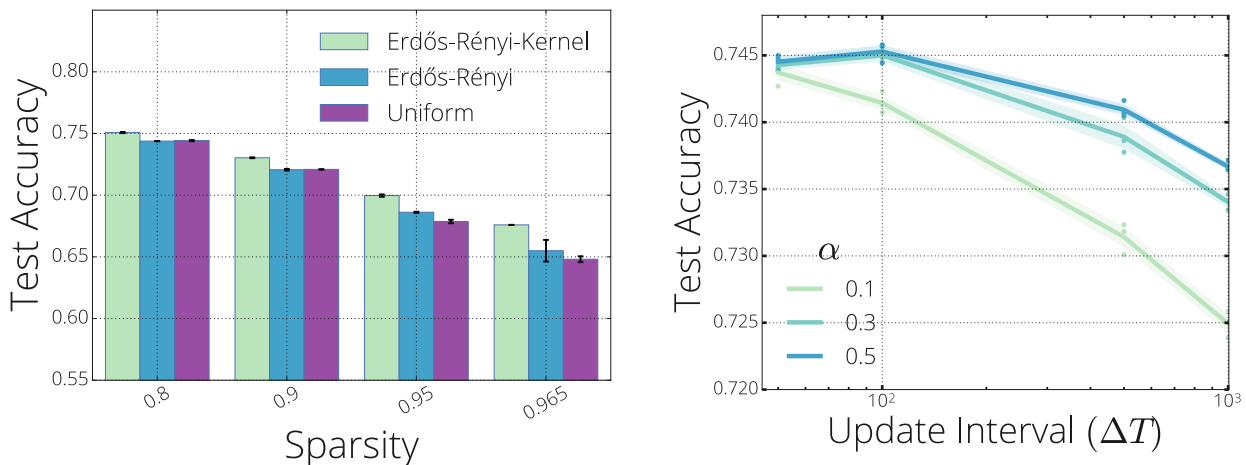 Test Accuracy
0.80
0.75
0.70
0.65
0.60
0.55
Erdős-Rényi-Kernel
Erdős-Rényi
Uniform
0.8
0.9
0.95
0.965
Sparsity
Test Accuracy
0.745
0.740
0.735
0.730
0.725
0.720
α
0.1
0.3
0.5
10²
10³
Update Interval (ΔT)